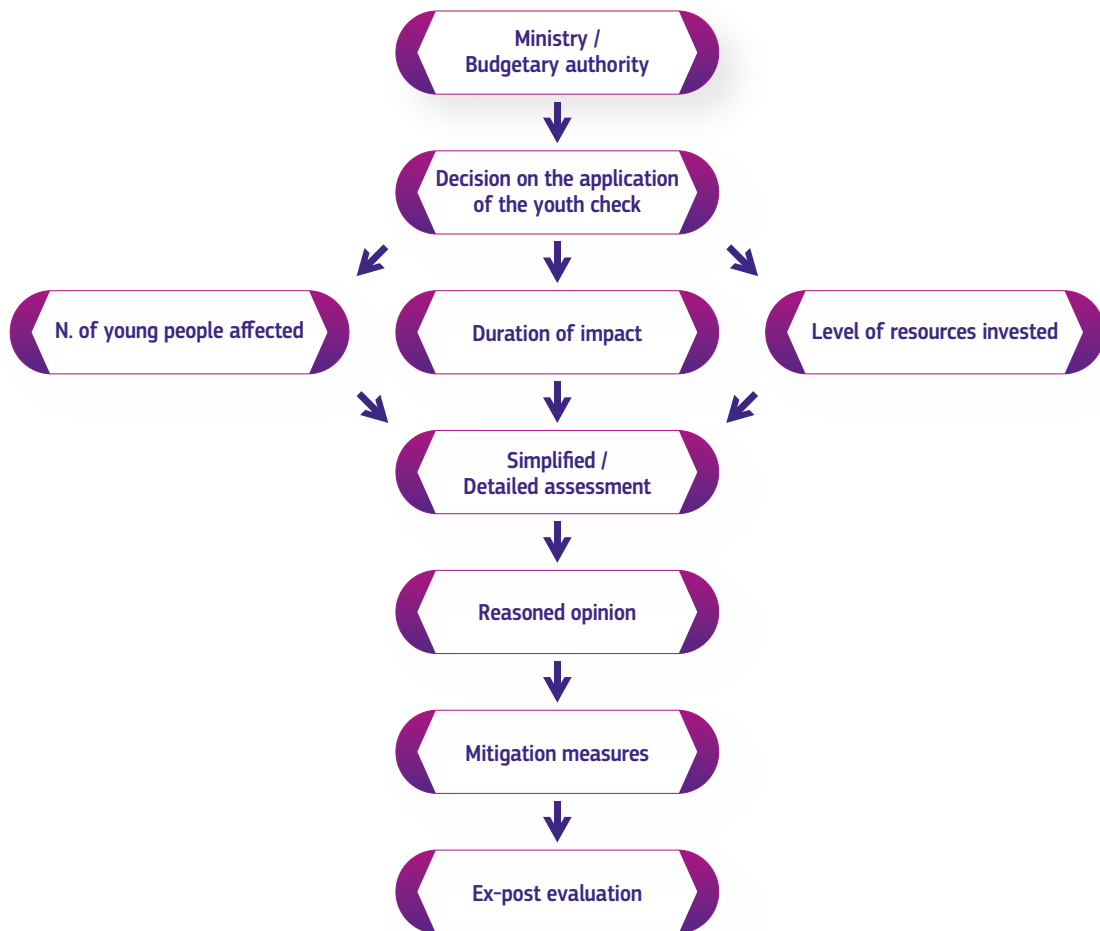 Ministry /
Budgetary authority
Decision on the application
of the youth check
N. of young people affected
Duration of impact
Level of resources invested
Simplified /
Detailed assessment
Reasoned opinion
Mitigation measures
Ex-post evaluation